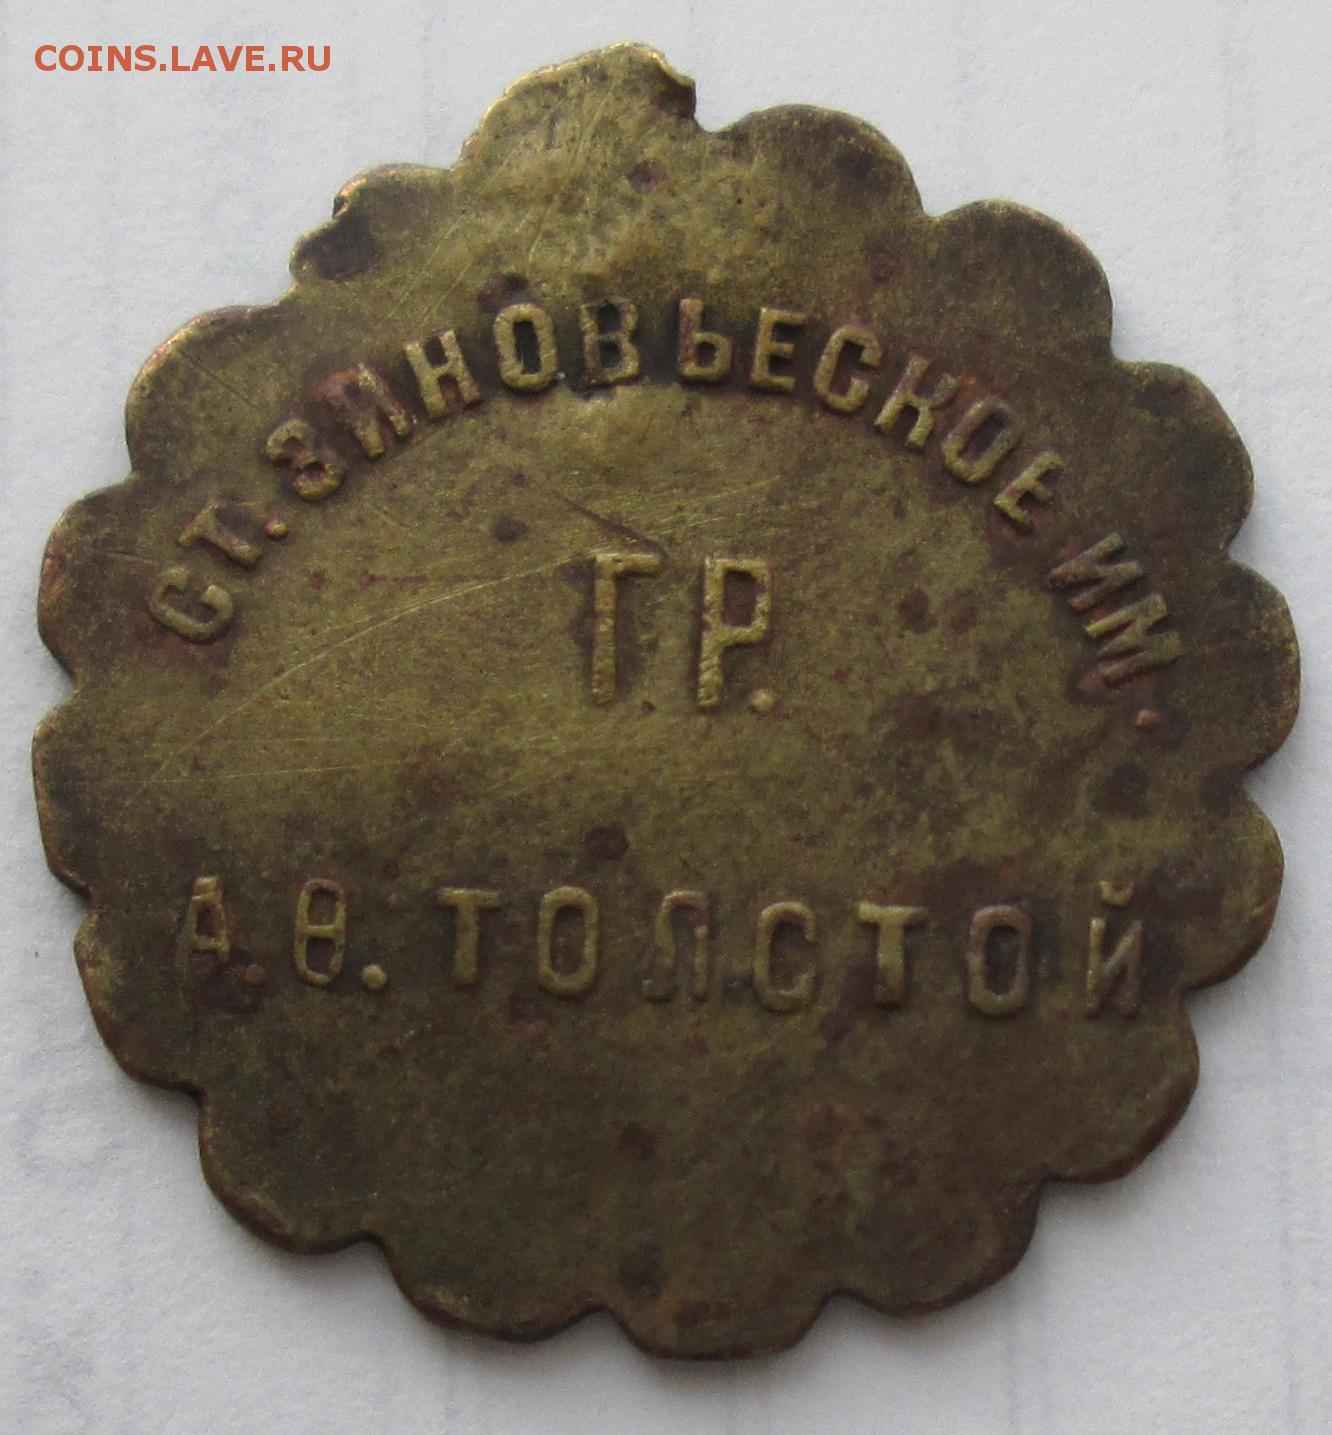 COINS.LAVE.RU
СТ. ЗИНОВЬЕСКОЕ ИМ.
ГР.
А.Ѳ. ТОЛСТОЙ